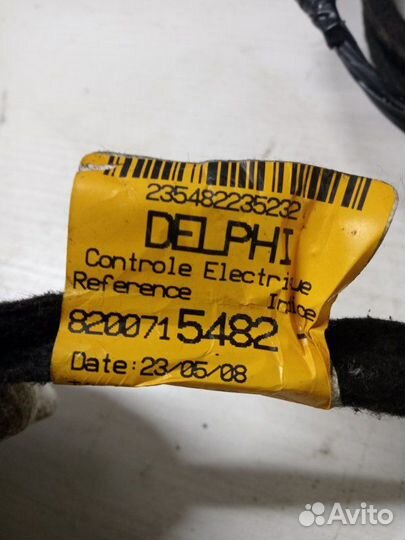 235482235232
DELPHI
Controle Electrique
Reference Indice
8200715482 -
Date: 23/05/08
Avito